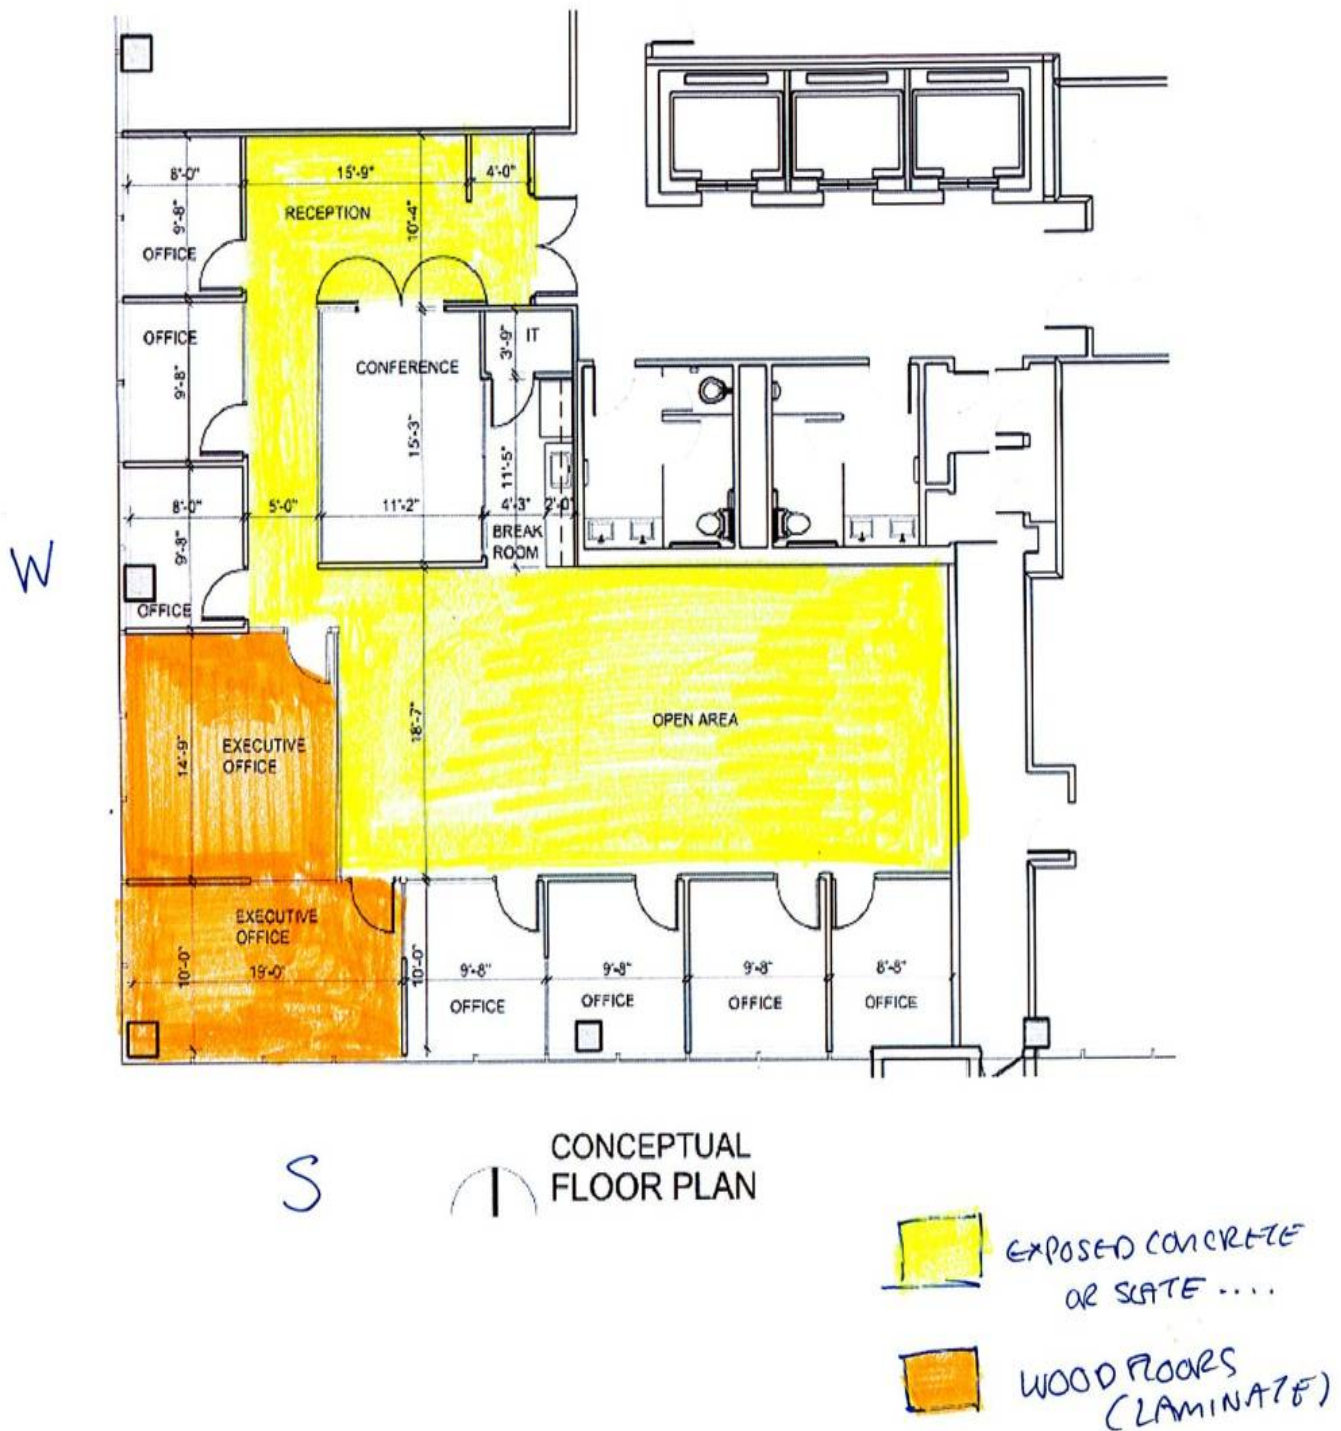 8'-0"
15'-9"
4'-0"
RECEPTION
9'-8"
10'-4"
OFFICE
OFFICE
3'-9"
IT
CONFERENCE
9'-8"
15'-3"
11'-5"
8'-0"
5'-0"
11'-2"
4'-3"
2'-0"
BREAK
ROOM
9'-8"
W
OFFICE
18'-7"
OPEN AREA
14'-9"
EXECUTIVE
OFFICE
EXECUTIVE
OFFICE
10'-0"
19'-0"
10'-0"
9'-8"
9'-8"
9'-8"
8'-8"
OFFICE
OFFICE
OFFICE
OFFICE
S
CONCEPTUAL
FLOOR PLAN
EXPOSED CONCRETE
OR SLATE ....
WOOD FLOORS
(LAMINATE)